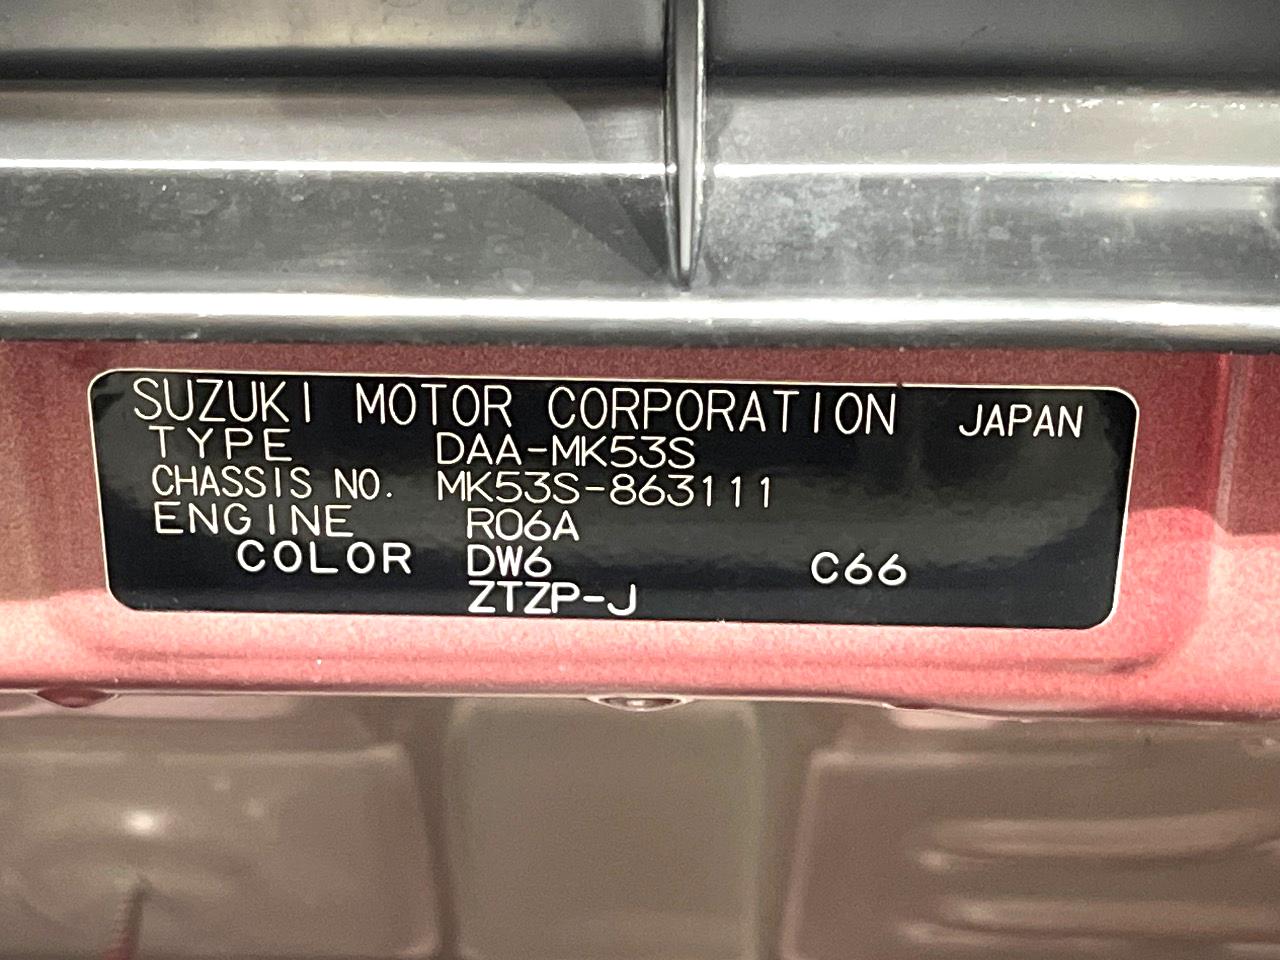 SUZUKI MOTOR CORPORATION JAPAN
TYPE DAA-MK53S
CHASSIS NO. MK53S-863111
ENGINE R06A
COLOR DW6 C66
ZTZP-J